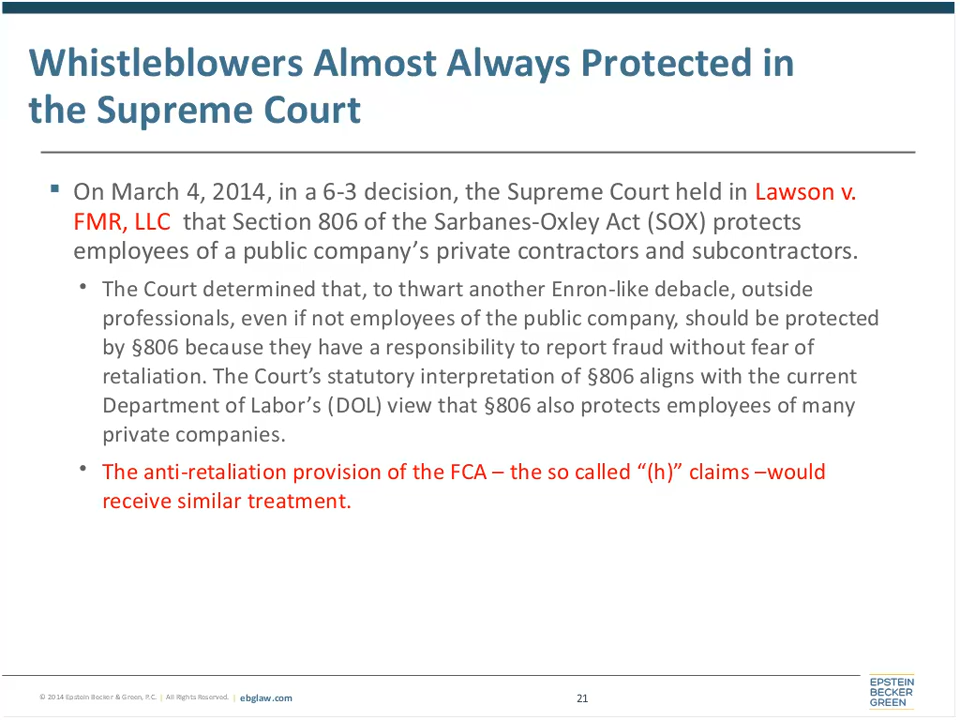 Whistleblowers Almost Always Protected in
the Supreme Court
▪ On March 4, 2014, in a 6-3 decision, the Supreme Court held in Lawson v.
FMR, LLC that Section 806 of the Sarbanes-Oxley Act (SOX) protects
employees of a public company’s private contractors and subcontractors.
• The Court determined that, to thwart another Enron-like debacle, outside
professionals, even if not employees of the public company, should be protected
by §806 because they have a responsibility to report fraud without fear of
retaliation. The Court’s statutory interpretation of §806 aligns with the current
Department of Labor’s (DOL) view that §806 also protects employees of many
private companies.
• The anti-retaliation provision of the FCA – the so called “(h)” claims –would
receive similar treatment.
© 2014 Epstein Becker & Green, P.C. | All Rights Reserved. | ebglaw.com
21
EPSTEIN
BECKER
GREEN